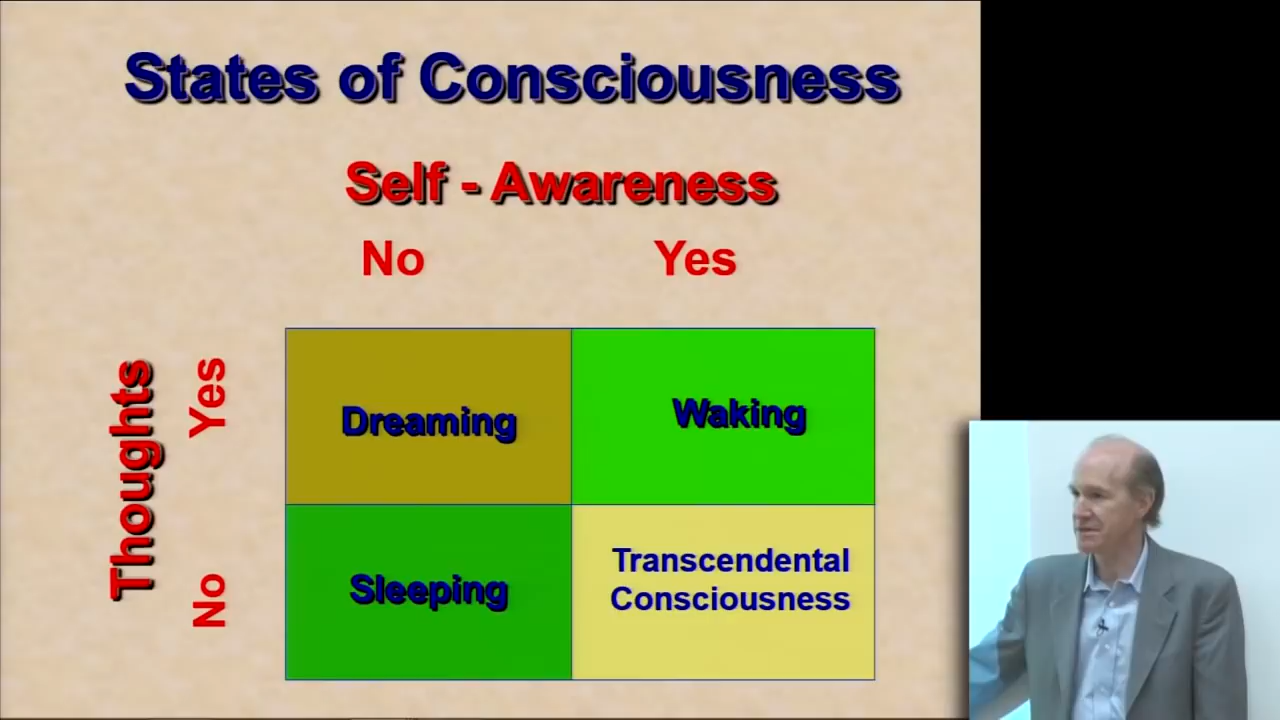 States of Consciousness
Self - Awareness
No Yes
Thoughts
Yes
No
Dreaming
Waking
Sleeping
Transcendental
Consciousness